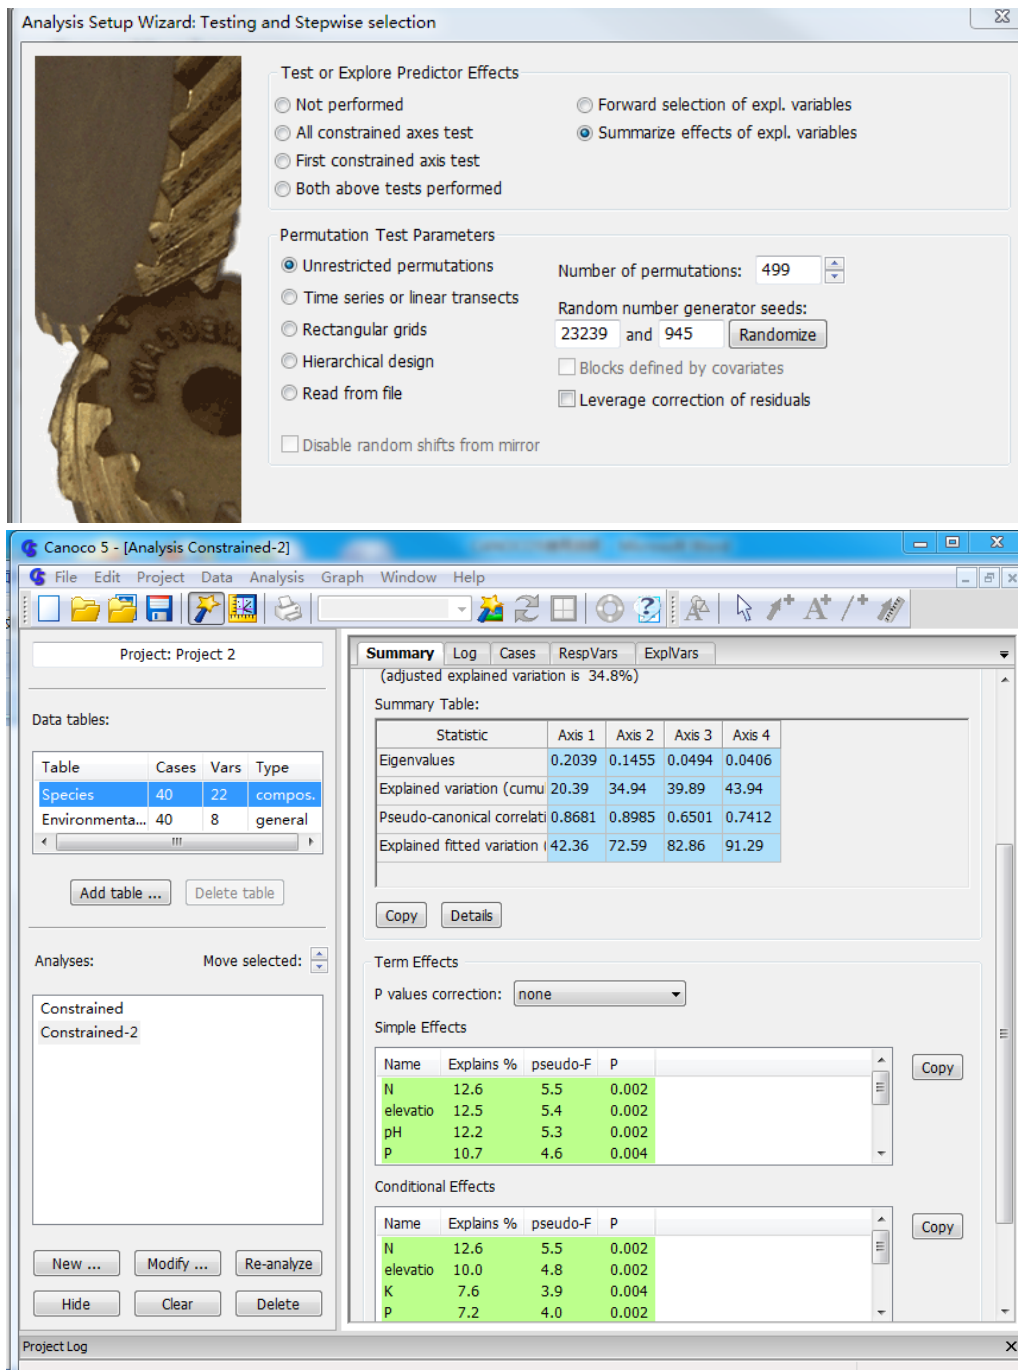 Analysis Setup Wizard: Testing and Stepwise selection
Test or Explore Predictor Effects
Not performed
Forward selection of expl. variables
All constrained axes test
Summarize effects of expl. variables
First constrained axis test
Both above tests performed
Permutation Test Parameters
Unrestricted permutations
Number of permutations: 499
Time series or linear transects
Random number generator seeds:
Rectangular grids
23239 and 945 Randomize
Hierarchical design
Blocks defined by covariates
Read from file
Leverage correction of residuals
Disable random shifts from mirror
Canoco 5 - [Analysis Constrained-2]
File Edit Project Data Analysis Graph Window Help
Project: Project 2
Data tables:
Table Cases Vars Type
Species 40 22 compos.
Environmenta... 40 8 general
Add table ... Delete table
Analyses: Move selected:
Constrained
Constrained-2
New ... Modify ... Re-analyze
Hide Clear Delete
Summary Log Cases RespVars ExplVars
(adjusted explained variation is 34.8%)
Summary Table:
Statistic Axis 1 Axis 2 Axis 3 Axis 4
Eigenvalues 0.2039 0.1455 0.0494 0.0406
Explained variation (cumu 20.39 34.94 39.89 43.94
Pseudo-canonical correlati 0.8681 0.8985 0.6501 0.7412
Explained fitted variation ( 42.36 72.59 82.86 91.29
Copy Details
Term Effects
P values correction: none
Simple Effects
Name Explains % pseudo-F P
N 12.6 5.5 0.002
elevatio 12.5 5.4 0.002
pH 12.2 5.3 0.002
P 10.7 4.6 0.004
Copy
Conditional Effects
Name Explains % pseudo-F P
N 12.6 5.5 0.002
elevatio 10.0 4.8 0.002
K 7.6 3.9 0.004
P 7.2 4.0 0.002
Copy
Project Log